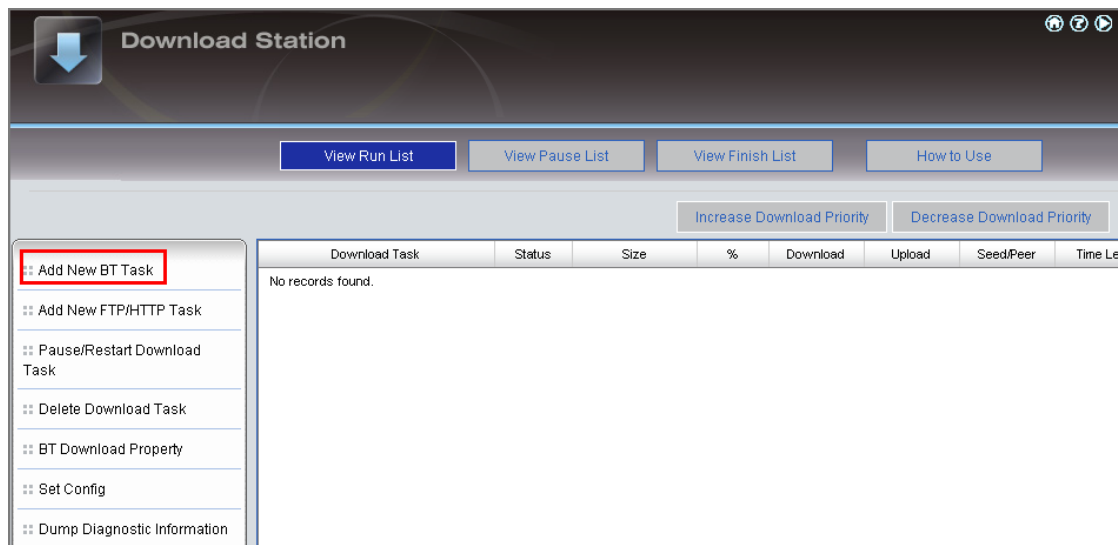 Download Station
View Run List
View Pause List
View Finish List
How to Use
Increase Download Priority
Decrease Download Priority
Add New BT Task
Add New FTP/HTTP Task
Pause/Restart Download
Task
Delete Download Task
BT Download Property
Set Config
Dump Diagnostic Information
Download Task Status Size % Download Upload Seed/Peer Time Le
No records found.